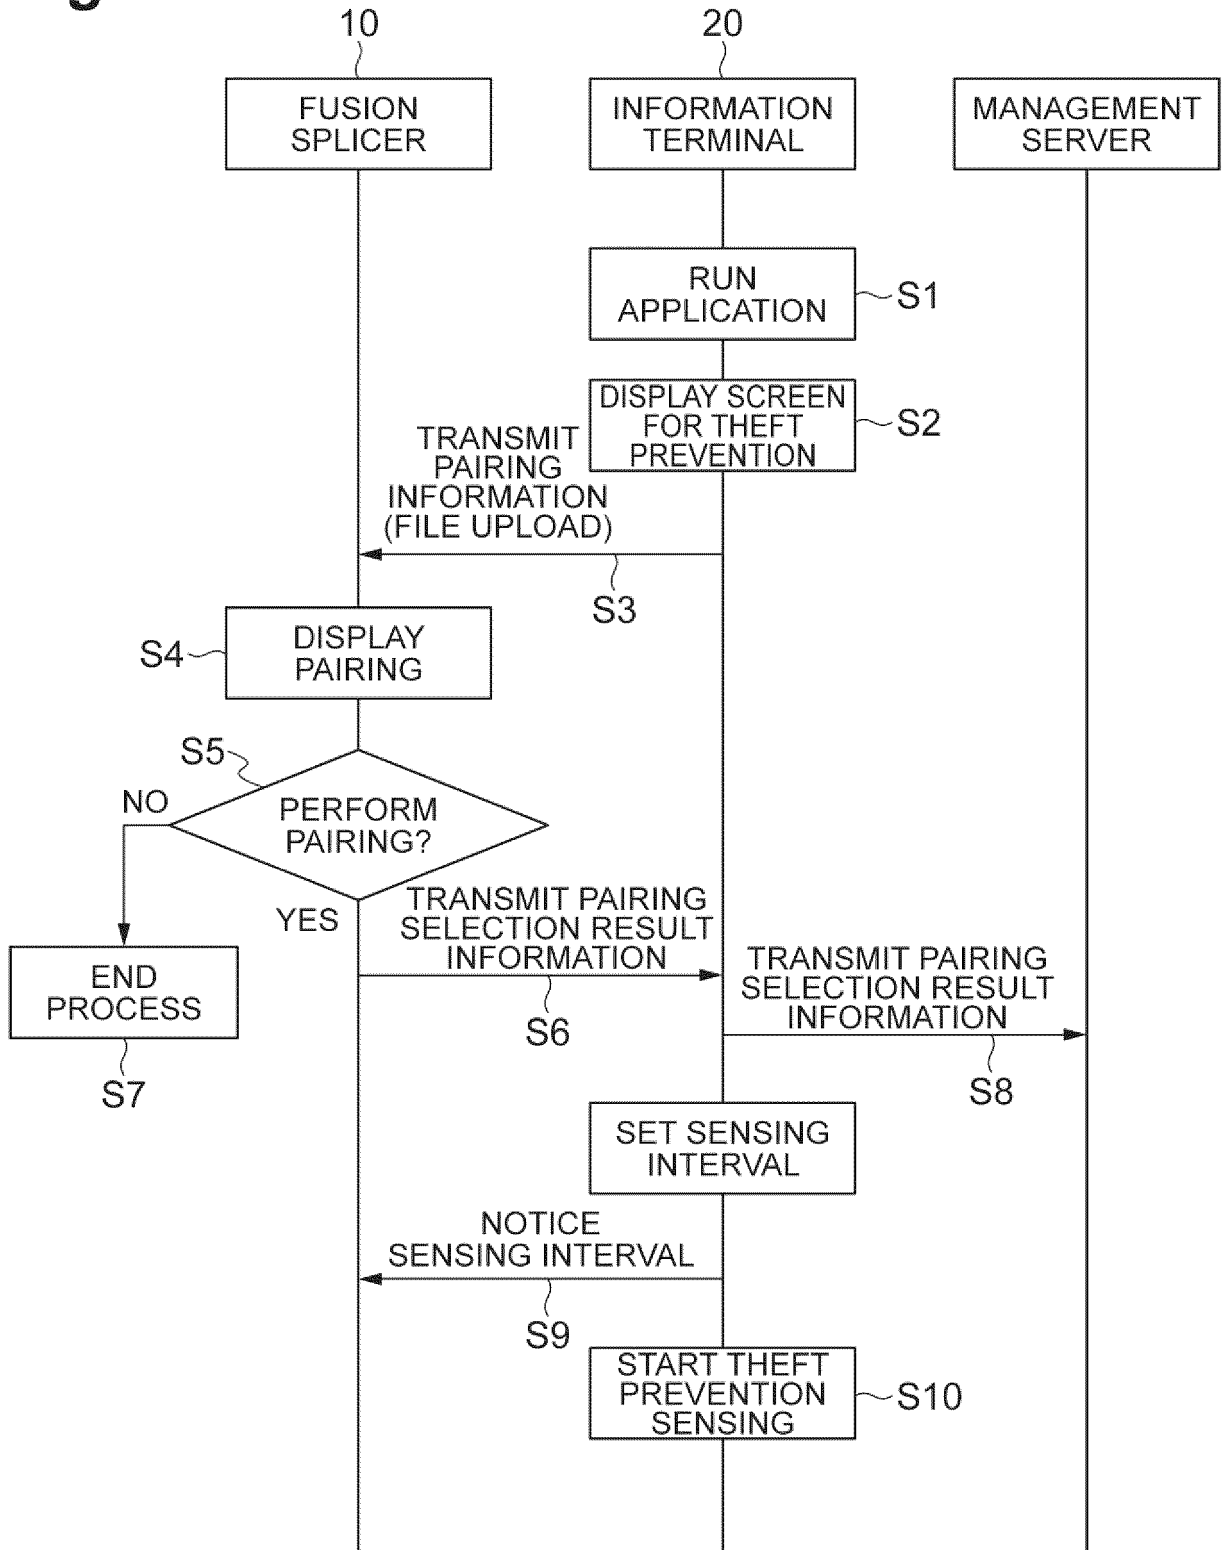 10
20
FUSION
SPLICER
INFORMATION
TERMINAL
MANAGEMENT
SERVER
RUN
APPLICATION
S1
DISPLAY SCREEN
FOR THEFT
PREVENTION
S2
TRANSMIT
PAIRING
INFORMATION
(FILE UPLOAD)
S3
DISPLAY
PAIRING
S4
S5
PERFORM
PAIRING?
NO
YES
END
PROCESS
S7
TRANSMIT PAIRING
SELECTION RESULT
INFORMATION
S6
TRANSMIT PAIRING
SELECTION RESULT
INFORMATION
S8
SET SENSING
INTERVAL
NOTICE
SENSING INTERVAL
S9
START THEFT
PREVENTION
SENSING
S10